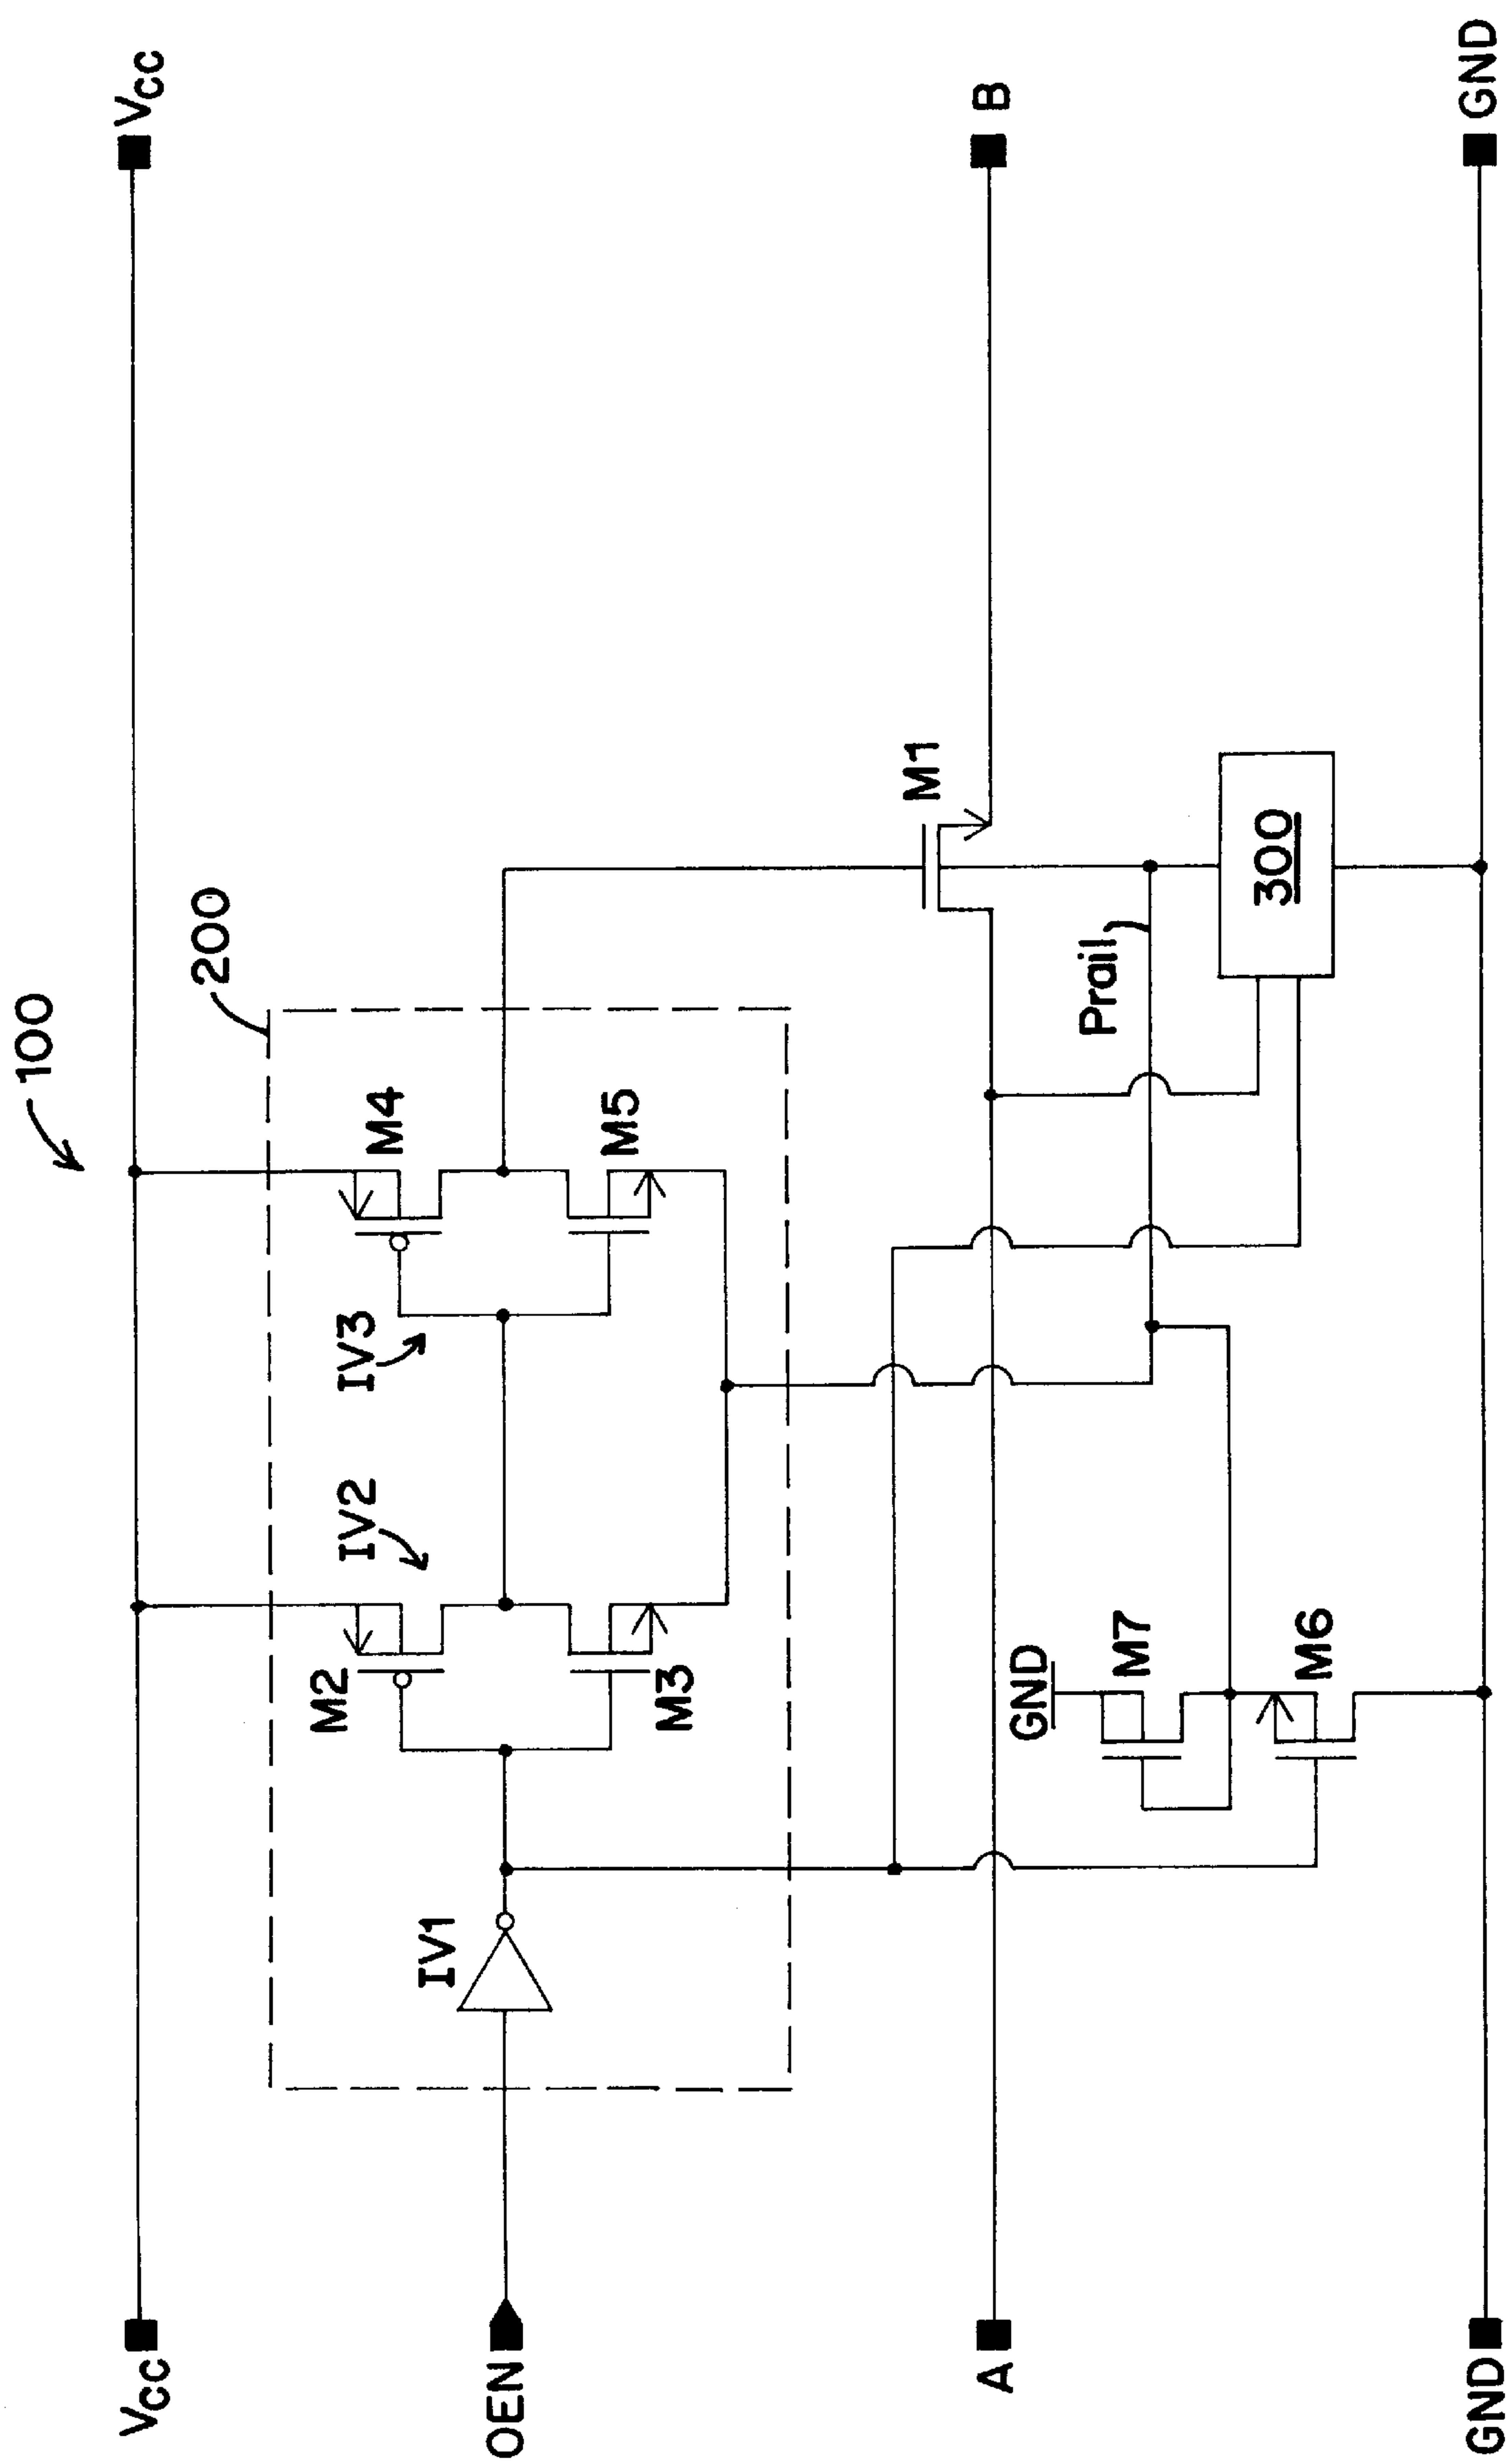 100
Vcc
Vcc
200
M2
IV2
IV3
M4
IV1
M3
M5
OEN
M1
A
B
GND
M7
Prail
M6
300
GND
GND